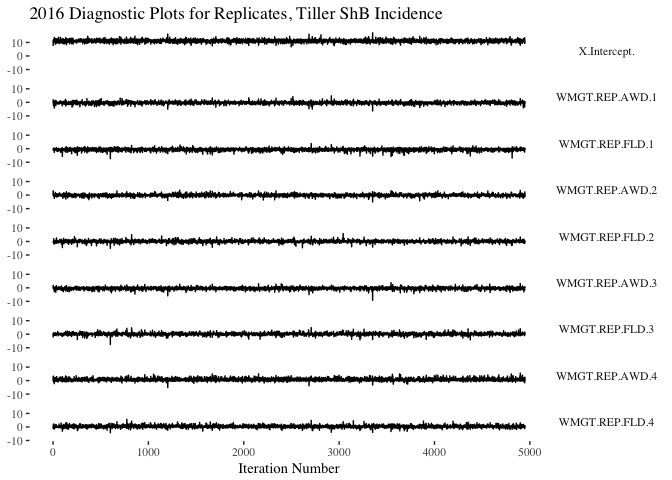 2016 Diagnostic Plots for Replicates, Tiller ShB Incidence
10
0
-10
X.Intercept.
10
0
-10
WMGT.REP.AWD.1
10
0
-10
WMGT.REP.FLD.1
10
0
-10
WMGT.REP.AWD.2
10
0
-10
WMGT.REP.FLD.2
10
0
-10
WMGT.REP.AWD.3
10
0
-10
WMGT.REP.FLD.3
10
0
-10
WMGT.REP.AWD.4
10
0
-10
WMGT.REP.FLD.4
0 1000 2000 3000 4000 5000
Iteration Number